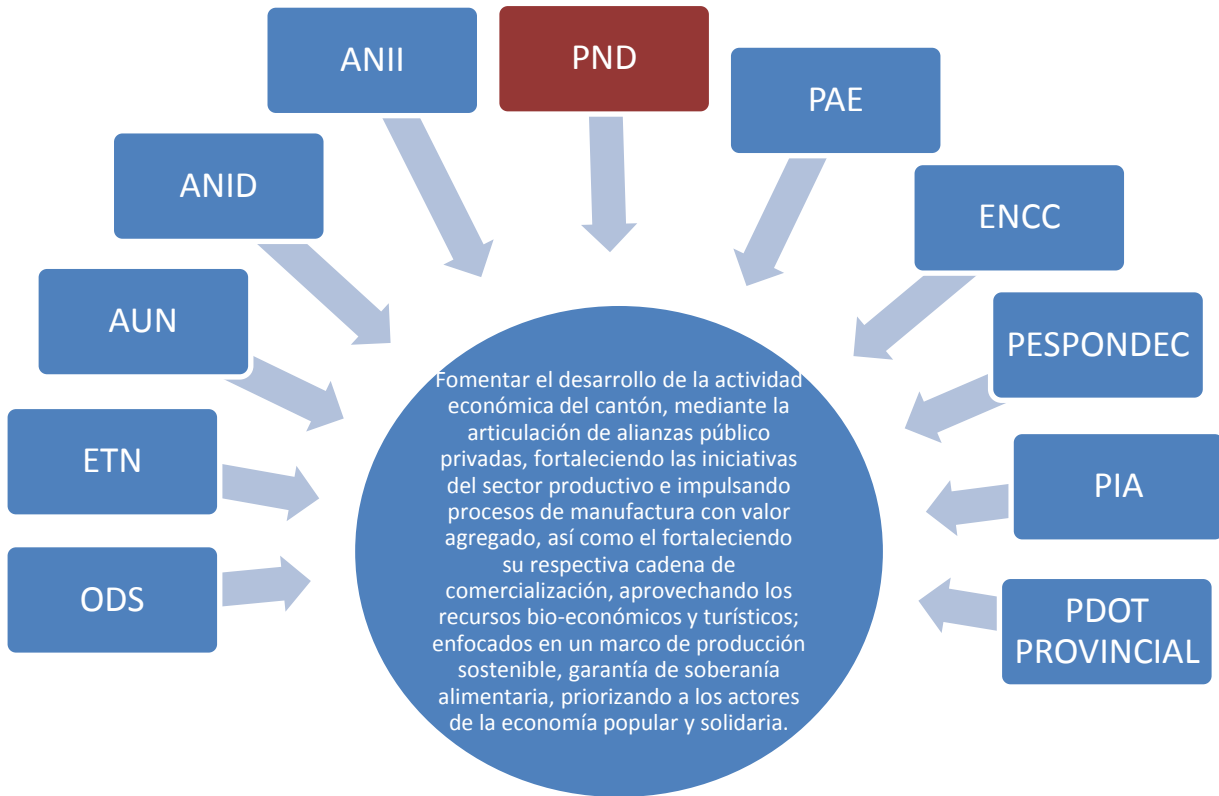 ANII
PND
PAE
ANID
ENCC
AUN
PESPONDEC
ETN
PIA
ODS
PDOT
PROVINCIAL
Fomentar el desarrollo de la actividad
económica del cantón, mediante la
articulación de alianzas público
privadas, fortaleciendo las iniciativas
del sector productivo e impulsando
procesos de manufactura con valor
agregado, así como el fortaleciendo
su respectiva cadena de
comercialización, aprovechando los
recursos bio-económicos y turísticos;
enfocados en un marco de producción
sostenible, garantía de soberanía
alimentaria, priorizando a los actores
de la economía popular y solidaria.